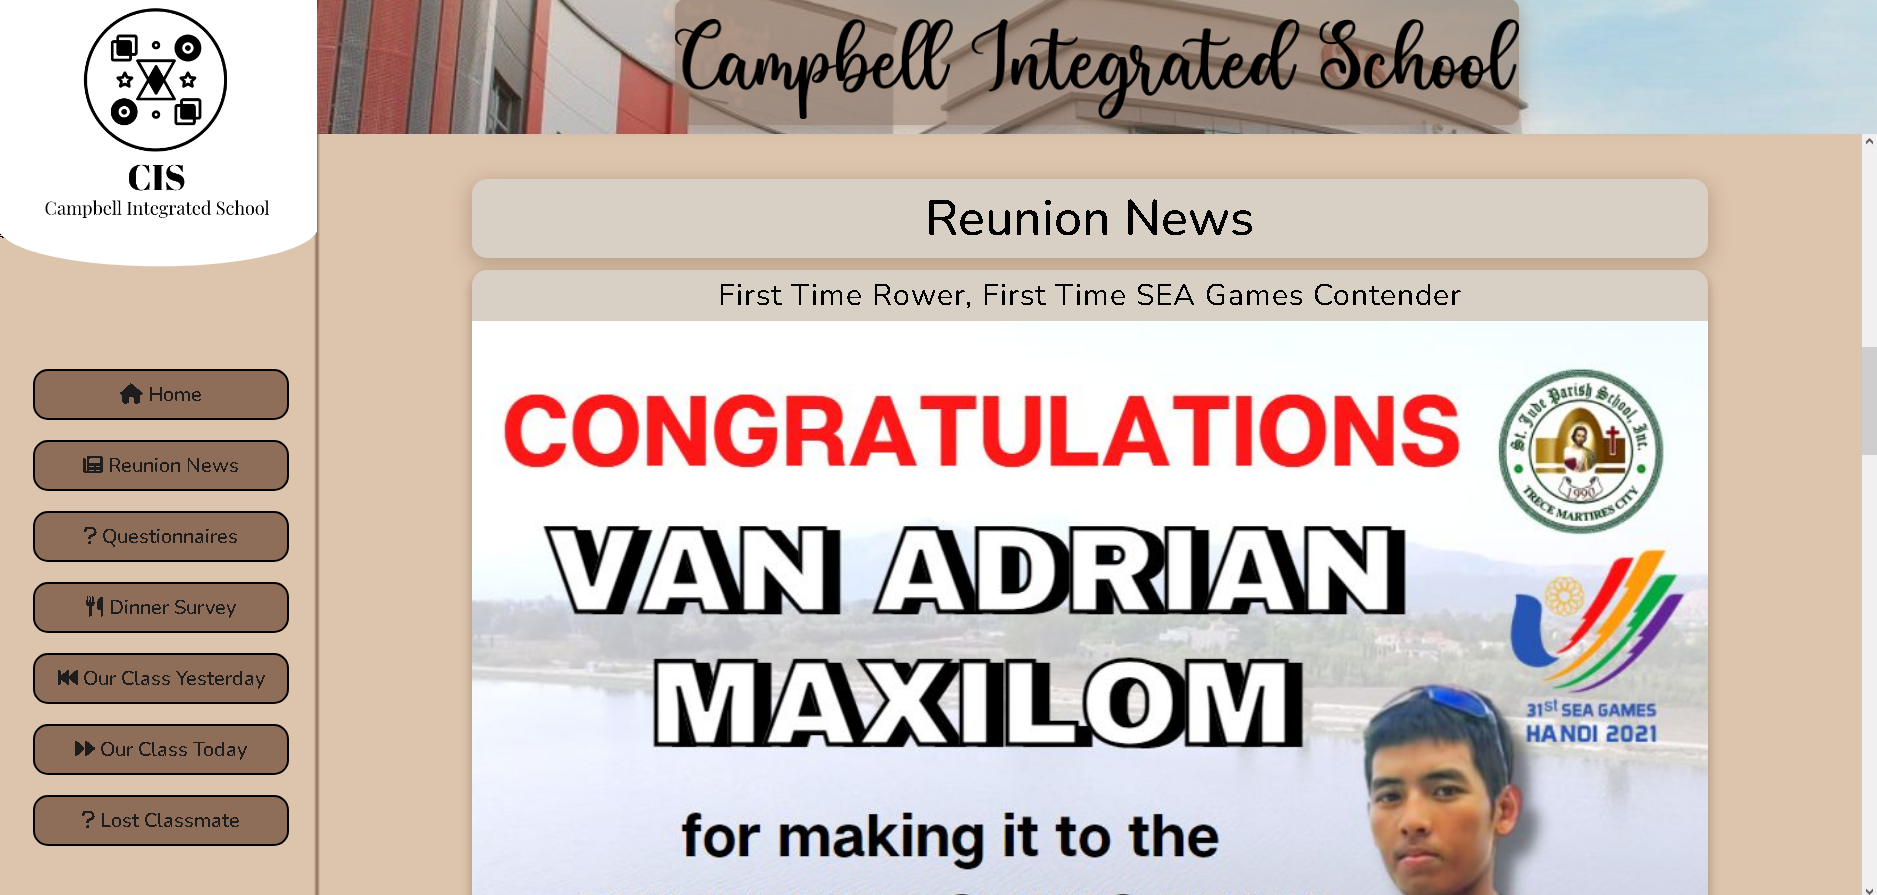 CIS
Campbell Integrated School
Home
Reunion News
Questionnaires
Dinner Survey
Our Class Yesterday
Our Class Today
Lost Classmate
Campbell Integrated School
Reunion News
First Time Rower, First Time SEA Games Contender
CONGRATULATIONS
St. Jude Parish School, Inc.
1990
TRECE MARTIRES CITY
VAN ADRIAN
MAXILOM
31st SEA GAMES
HANOI 2021
for making it to the